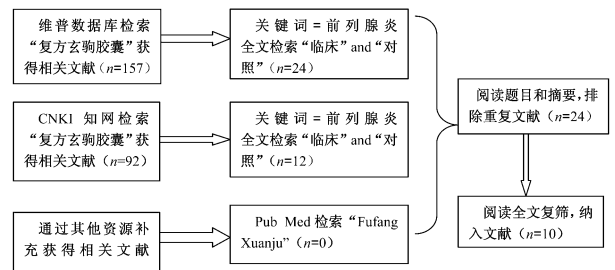 维普数据库检索
“复方玄驹胶囊”获
得相关文献（n=157）
关键词=前列腺炎
全文检索“临床”and“对
照”（n=24）
CNKI 知网检索
“复方玄驹胶囊”获
得相关文献（n=92）
关键词=前列腺炎
全文检索“临床”and“对
照”（n=12）
通过其他资源补
充获得相关文献
Pub Med 检索“Fufang
Xuanju”（n=0）
阅读题目和摘要，排
除重复文献（n=24）
阅读全文复筛，纳
入文献（n=10）